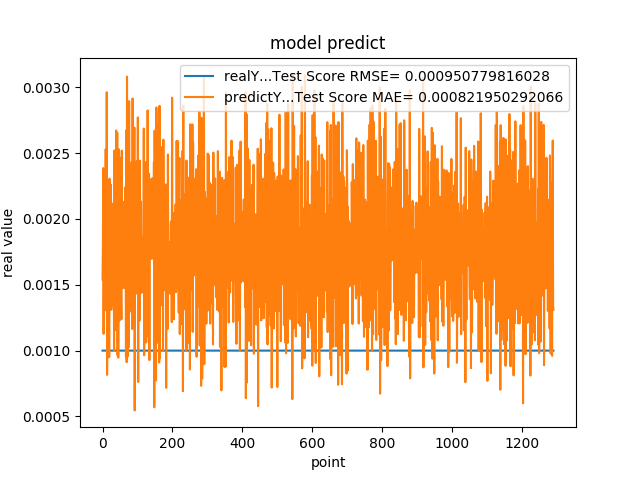 model predict
realY...Test Score RMSE= 0.000950779816028
predictY...Test Score MAE= 0.000821950292066
0.0030
0.0025
0.0020
0.0015
0.0010
0.0005
real value
0 200 400 600 800 1000 1200
point